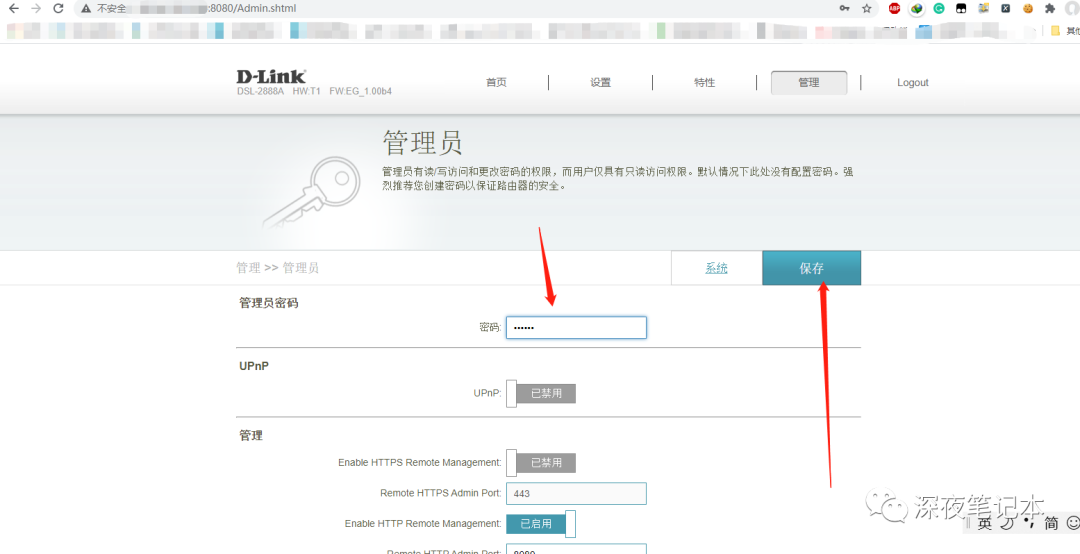 不安全
:8080/Admin.shtml
ABP
其他
D-Link
DSL-2888A HW:T1 FW:EG_1.00b4
首页
设置
特性
管理
Logout
管理员
管理员有读/写访问和更改密码的权限，而用户仅具有只读访问权限。默认情况下此处没有配置密码。强
烈推荐您创建密码以保证路由器的安全。
管理 >> 管理员
系统
保存
管理员密码
密码: ••••••
UPnP
UPnP: 已禁用
管理
Enable HTTPS Remote Management: 已禁用
Remote HTTPS Admin Port: 443
Enable HTTP Remote Management: 已启用
Remote HTTP Admin Port: 8080
深夜笔记本
英 简